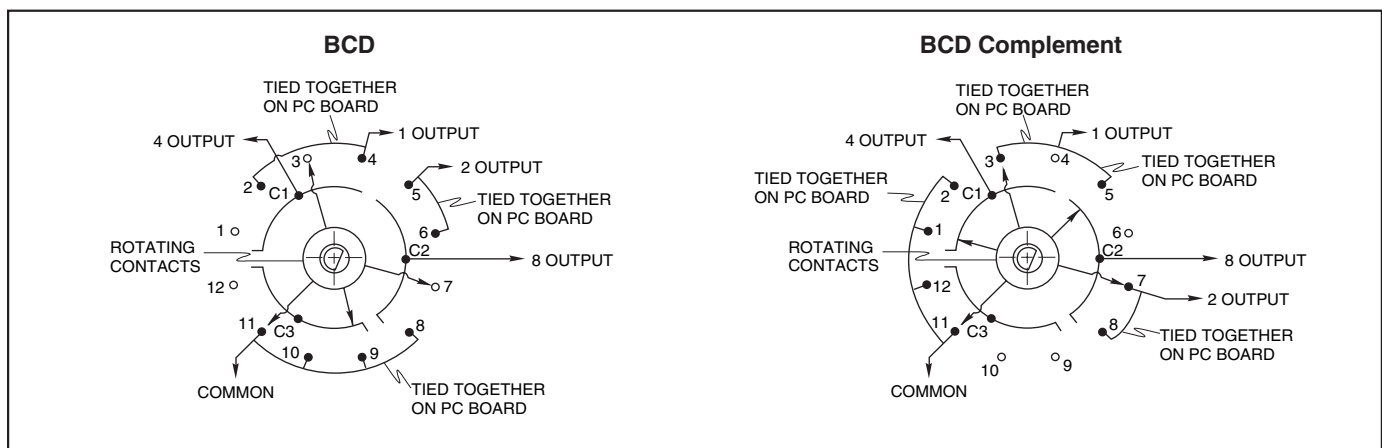 BCD
TIED TOGETHER
ON PC BOARD
4 OUTPUT
1 OUTPUT
3
4
2 OUTPUT
2
C1
5
TIED TOGETHER
ON PC BOARD
1
6
C2
ROTATING
CONTACTS
8 OUTPUT
12
7
11
C3
8
10
9
COMMON
TIED TOGETHER
ON PC BOARD
BCD Complement
TIED TOGETHER
ON PC BOARD
4 OUTPUT
1 OUTPUT
3
4
TIED TOGETHER
ON PC BOARD
TIED TOGETHER
ON PC BOARD
2
C1
5
1
6
C2
ROTATING
CONTACTS
8 OUTPUT
12
7
2 OUTPUT
11
C3
8
TIED TOGETHER
ON PC BOARD
10
9
COMMON